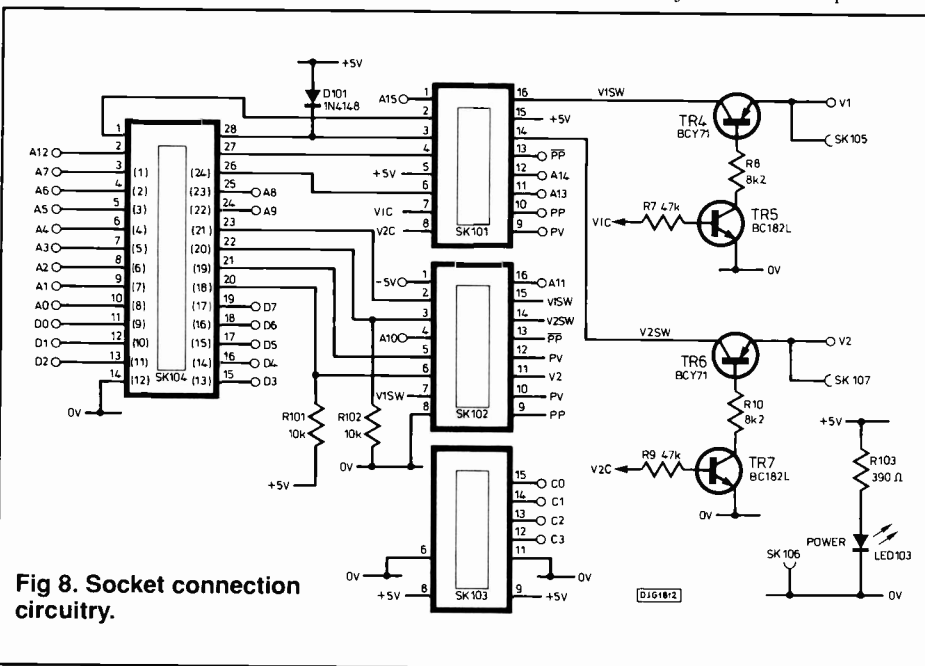 +5V
D101
1N4148
A15
1
2
3
4
+5V
5
6
V1C
7
V2C
8
SK101
16
V1SW
15
+5V
14
13
P̅P̅
12
A14
11
A13
10
PP
9
PV
TR4
BCY71
V1
SK105
R8
8k2
V1C
R7 47k
TR5
BC182L
0V
1
A12
2
A7
3
(1)
A6
4
(2)
A5
5
(3)
A4
6
(4)
A3
7
(5)
A2
8
(6)
A1
9
(7)
A0
10
(8)
D0
11
(9)
D1
12
(10)
D2
13
(11)
14
(12)
0V
SK104
28
27
26
(24)
25
(23)
A8
24
(22)
A9
23
(21)
22
(20)
21
(19)
20
(18)
19
(17)
D7
18
(16)
D6
17
(15)
D5
16
(14)
D4
15
(13)
D3
R101
10k
+5V
R102
10k
0V
-5V
1
2
3
A10
4
5
6
V1SW
7
8
SK102
16
A11
15
V1SW
14
V2SW
13
P̅P̅
12
PV
11
V2
10
PV
9
PP
V2SW
TR6
BCY71
V2
SK107
R10
8k2
V2C
R9 47k
TR7
BC182L
0V
+5V
R103
390 Ω
POWER
LED103
SK106
0V
15
C0
14
C1
13
C2
12
C3
6
11
0V
0V
8
+5V
SK103
9
+5V
Fig 8. Socket connection
circuitry.